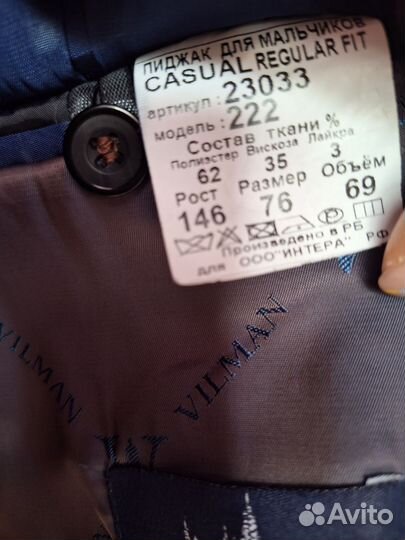 ПИДЖАК ДЛЯ МАЛЬЧИКОВ
CASUAL REGULAR FIT
артикул: 23033
модель: 222
Состав ткани %
Полиэстер Вискоза Лайкра
62 35 3
Рост Размер Объём
146 76 69
Произведено в РБ
для ООО"ИНТЕРА" РФ
VILMAN
VILMAN
Avito